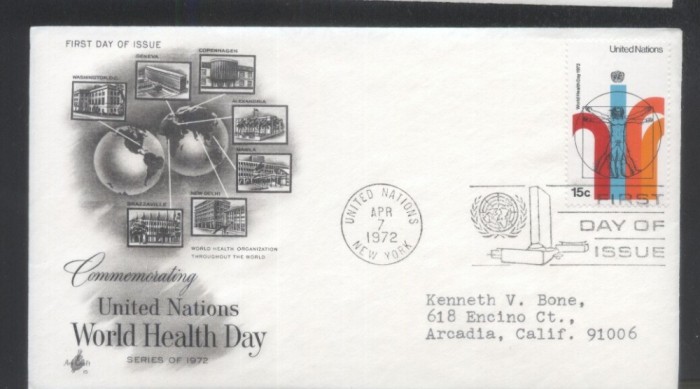 FIRST DAY OF ISSUE
COPENHAGEN
GENEVA
WASHINGTON, D.C.
ALEXANDRIA
MANILA
NEW DELHI
BRAZZAVILLE
WORLD HEALTH ORGANIZATION
THROUGHOUT THE WORLD
Commemorating
United Nations
World Health Day
SERIES OF 1972
ArtCraft
United Nations
World Health Day 1972
15c
UNITED NATIONS
APR
7
1972
NEW YORK
FIRST
DAY OF
ISSUE
Kenneth V. Bone,
618 Encino Ct.,
Arcadia, Calif. 91006